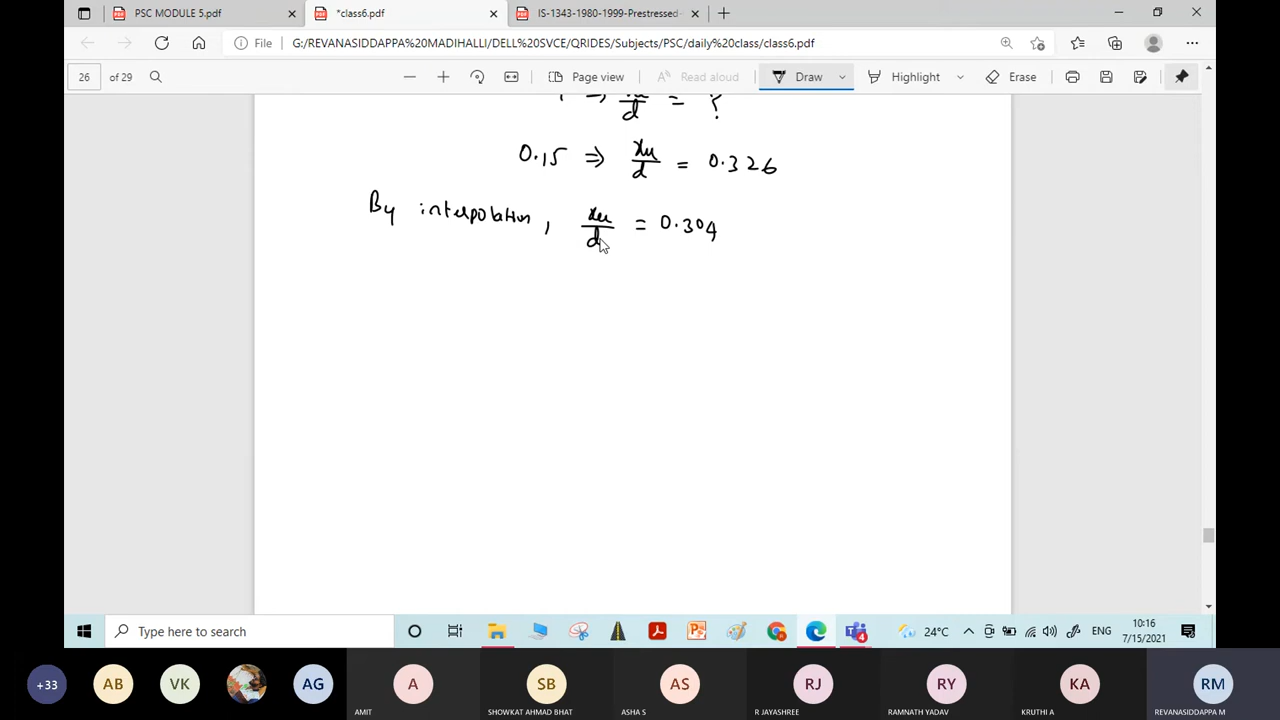 PSC MODULE 5.pdf
*class6.pdf
IS-1343-1980-1999-Prestressed-
File
G:/REVANASIDDAPPA%20MADIHALLI/DELL%20SVCE/QRIDES/Subjects/PSC/daily%20class/class6.pdf
26 of 29
Page view
Read aloud
Draw
Highlight
Erase
d = ?
0.15 ⇒ xu/d = 0.326
By interpolation, xu/d = 0.304
Type here to search
24°C
ENG
10:16
7/15/2021
4
+33
AB
VK
AG
A
AMIT
SB
SHOWKAT AHMAD BHAT
AS
ASHA S
RJ
R JAYASHREE
RY
RAMNATH YADAV
KA
KRUTHI A
RM
REVANASIDDAPPA M